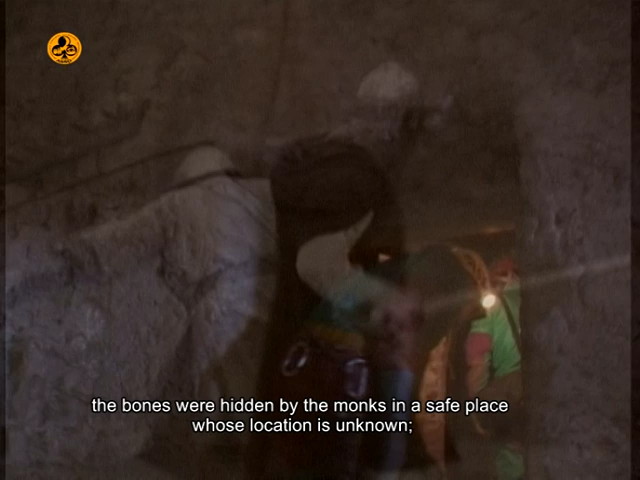 the bones were hidden by the monks in a safe place
whose location is unknown;